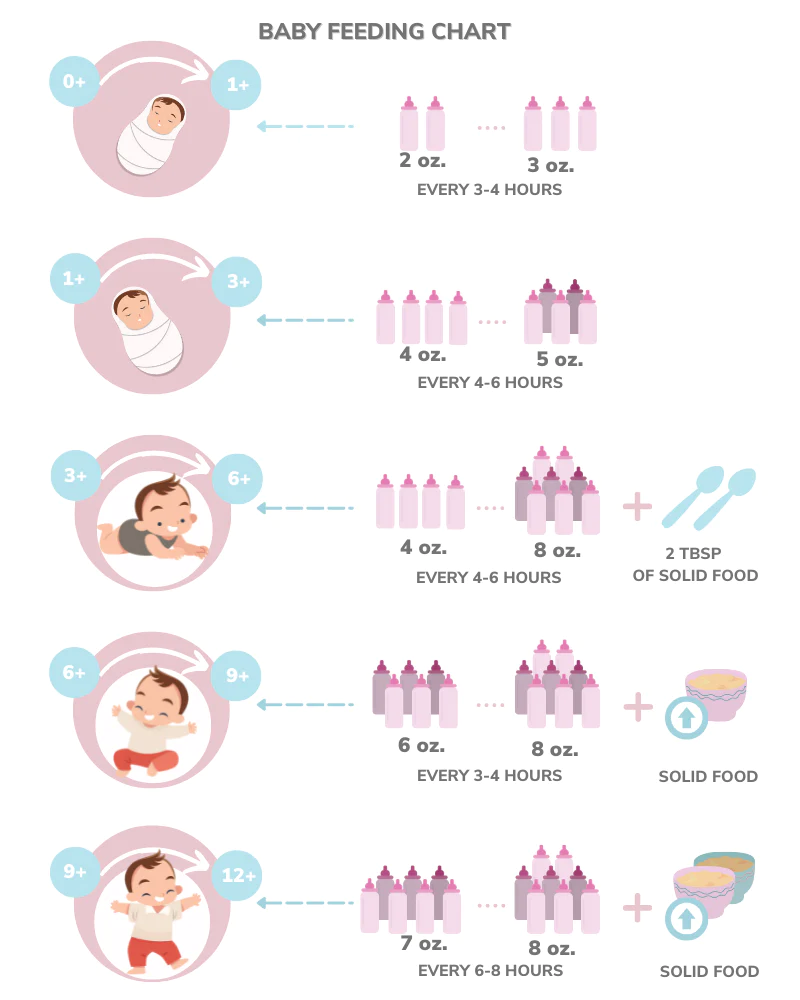 BABY FEEDING CHART
0+
1+
2 oz.
3 oz.
EVERY 3-4 HOURS
1+
3+
4 oz.
5 oz.
EVERY 4-6 HOURS
3+
6+
4 oz.
8 oz.
EVERY 4-6 HOURS
2 TBSP
OF SOLID FOOD
6+
9+
6 oz.
8 oz.
EVERY 3-4 HOURS
SOLID FOOD
9+
12+
7 oz.
8 oz.
EVERY 6-8 HOURS
SOLID FOOD